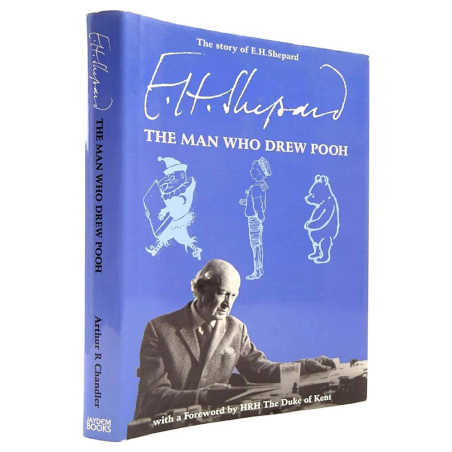 The story of E.H.Shepard
E.H.Shepard
THE MAN WHO DREW POOH
with a Foreword by HRH The Duke of Kent
E.H.Shepard
THE MAN WHO DREW POOH
Arthur R Chandler
JAYDEM
BOOKS